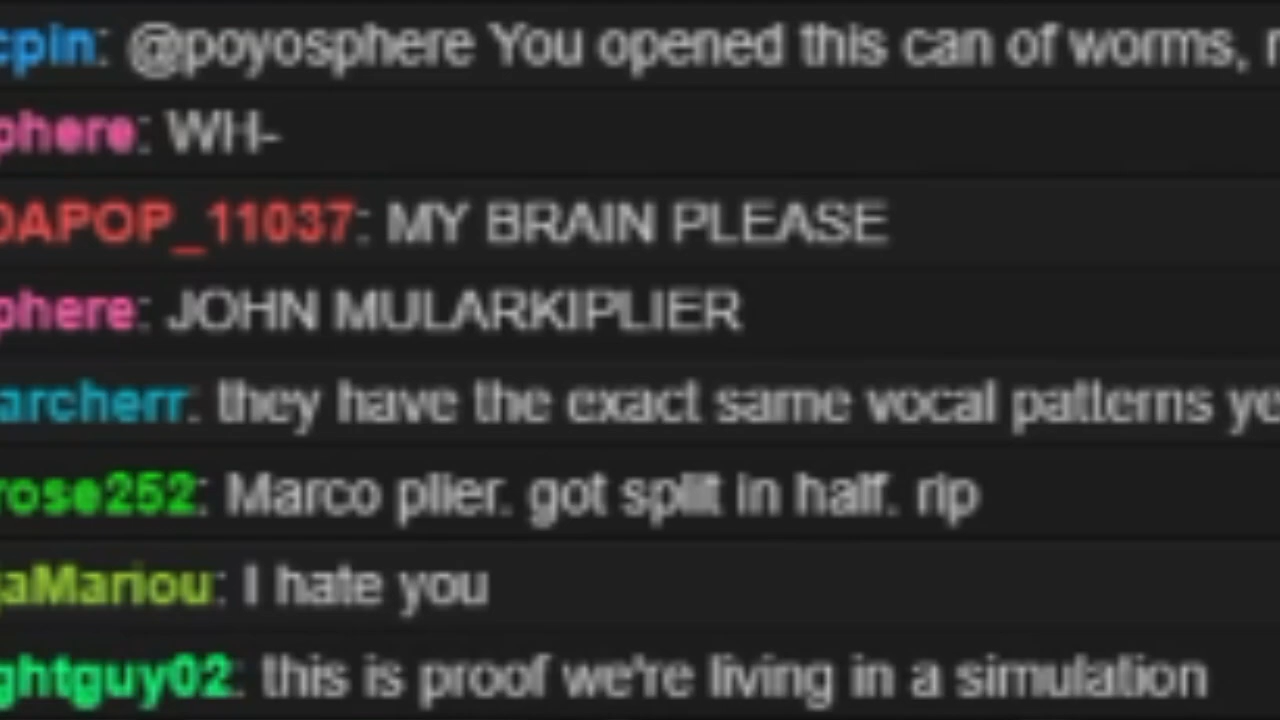 cpin: @poyosphere You opened this can of worms,
phere: WH-
DAPOP_11037: MY BRAIN PLEASE
phere: JOHN MULARKIPLIER
archerr: they have the exact same vocal patterns ye
rose252: Marco plier. got split in half. rip
jaMariou: I hate you
ghtguy02: this is proof we're living in a simulation